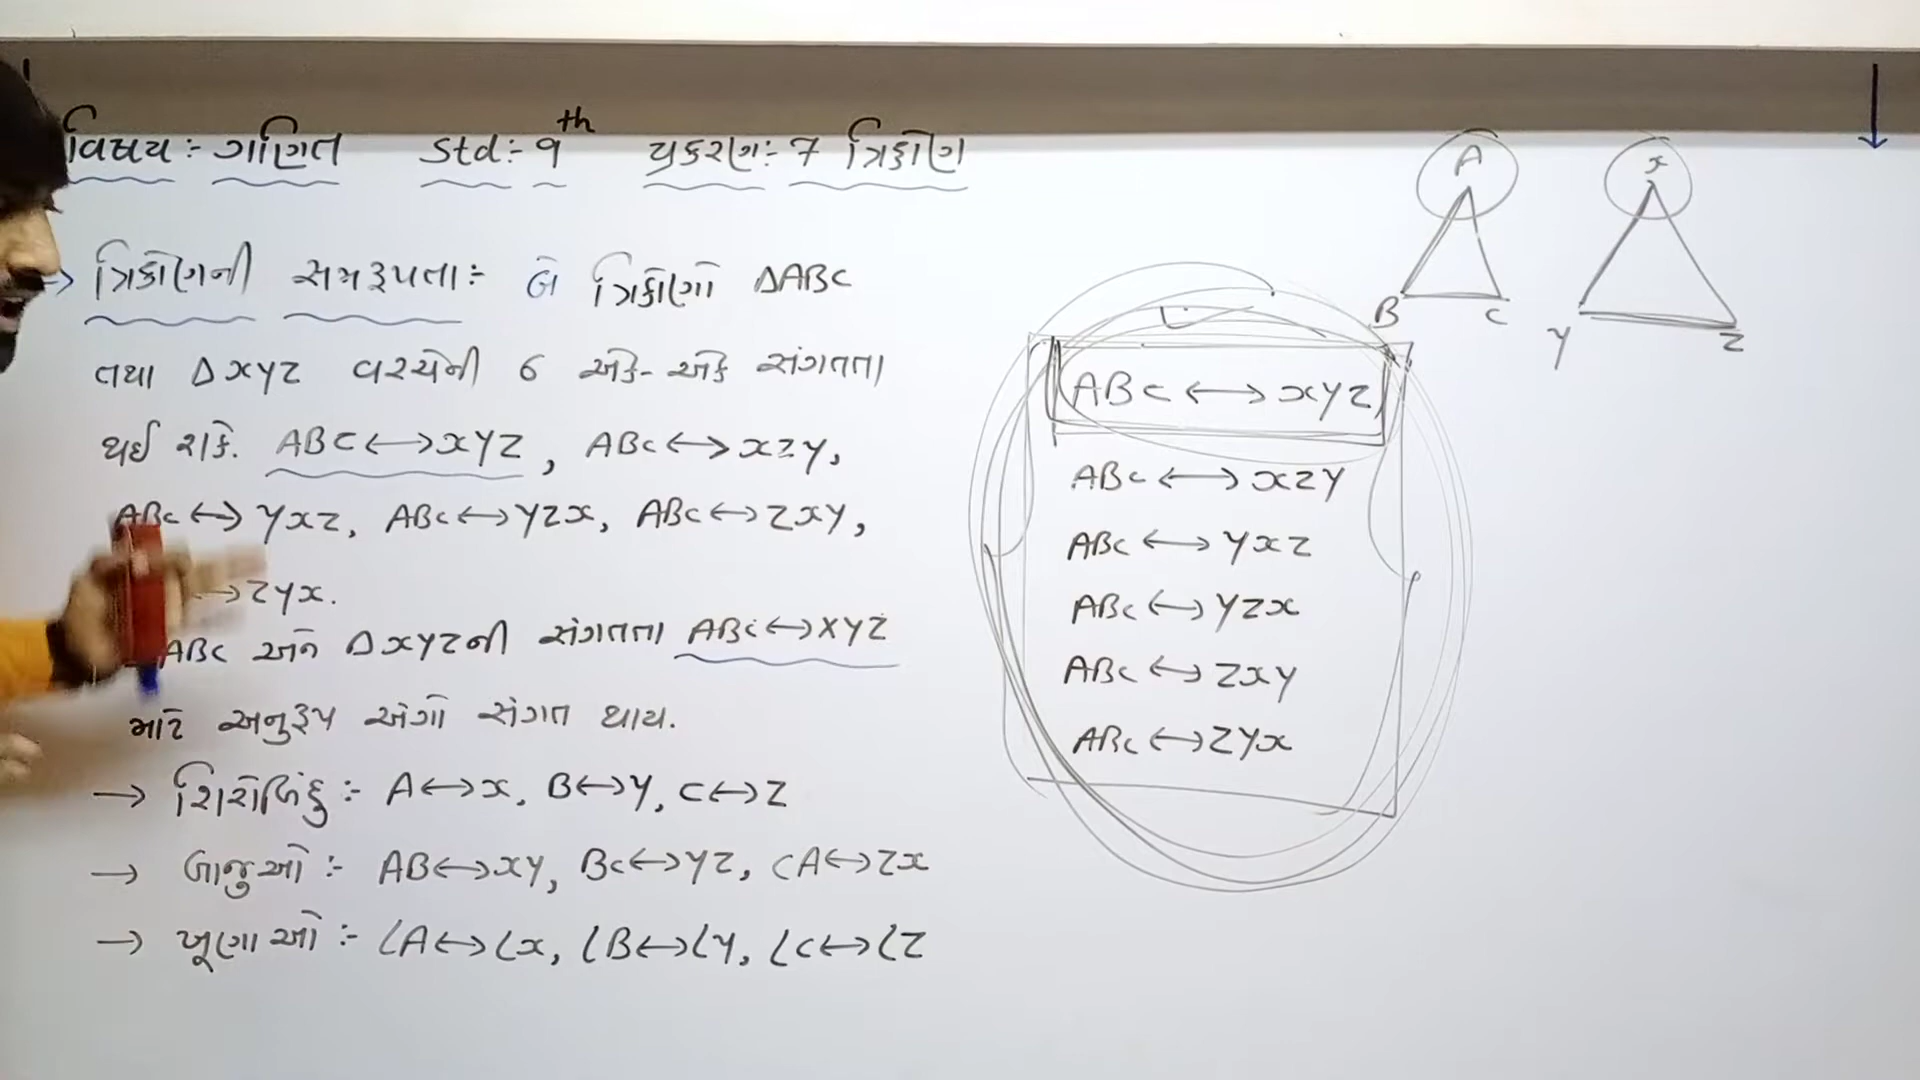 વિષય :- ગણિત Std:- 9th પ્રકરણ:- 7 ત્રિકોણ
→ ત્રિકોણની સમરૂપતા:- બે ત્રિકોણો ΔABC
તથા ΔXYZ વચ્ચેની 6 એક-એક સંગતતા
થઈ શકે. ABC↔XYZ, ABC↔XZY,
ABC↔YXZ, ABC↔YZX, ABC↔ZXY,
→ZYX.
ABC અને ΔXYZની સંગતતા ABC↔XYZ
માટે અનુરૂપ અંગો સંગત થાય.
→ શિરોબિંદુ:- A↔X, B↔Y, C↔Z
→ બાજુઓ:- AB↔XY, BC↔YZ, CA↔ZX
→ ખૂણાઓ:- ∠A↔∠X, ∠B↔∠Y, ∠C↔∠Z
A X
B C Y Z
ABC↔XYZ
ABC↔XZY
ABC↔YXZ
ABC↔YZX
ABC↔ZXY
ABC↔ZYX